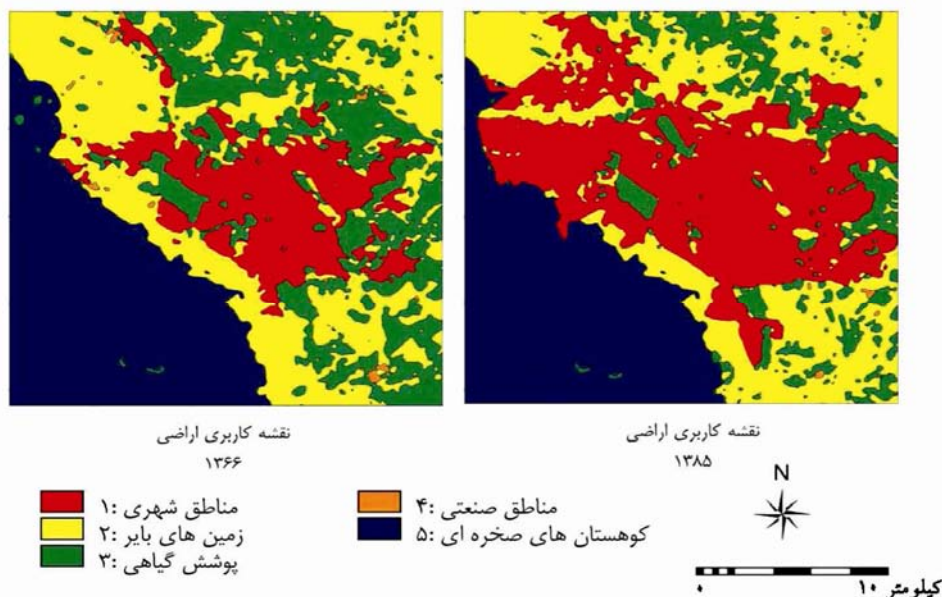 نقشه کاربری اراضی
۱۳۶۶
نقشه کاربری اراضی
۱۳۸۵
مناطق شهری :۱
زمین های بایر :۲
پوشش گیاهی :۳
مناطق صنعتی :۴
کوهستان های صخره ای :۵
N
۰ ۱۰ کیلومتر